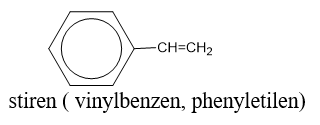 CH=CH₂
stiren ( vinylbenzen, phenyletilen)